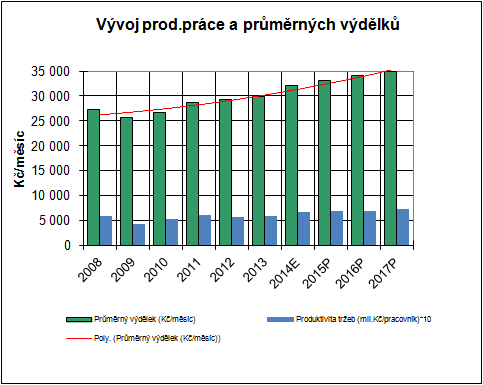 Vývoj prod.práce a průměrných výdělků
Kč/měsíc
35 000
30 000
25 000
20 000
15 000
10 000
5 000
0
2008
2009
2010
2011
2012
2013
2014E
2015P
2016P
2017P
Průměrný výdělek (Kč/měsíc)
Produktivita tržeb (mil.Kč/pracovník)*10
Poly. (Průměrný výdělek (Kč/měsíc))